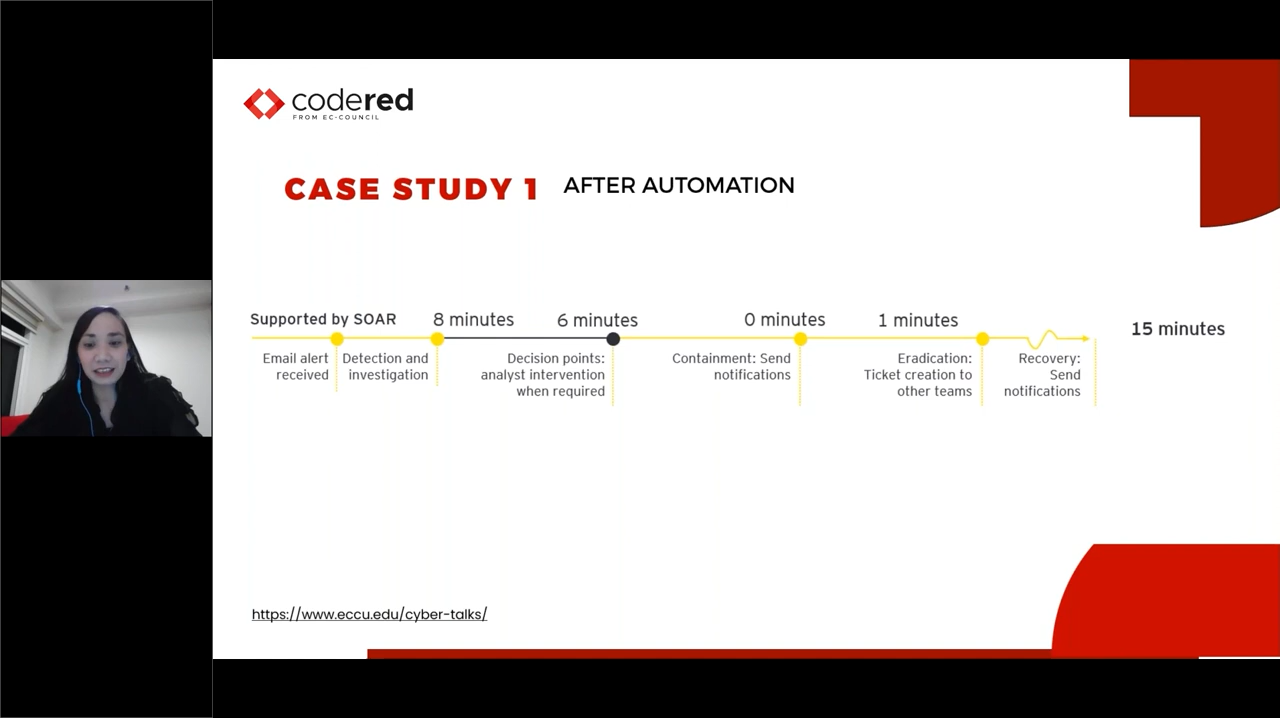 codered
FROM EC-COUNCIL
CASE STUDY 1 AFTER AUTOMATION
Supported by SOAR
8 minutes
6 minutes
0 minutes
1 minutes
15 minutes
Email alert
received
Detection and
investigation
Decision points:
analyst intervention
when required
Containment: Send
notifications
Eradication:
Ticket creation to
other teams
Recovery:
Send
notifications
https://www.eccu.edu/cyber-talks/